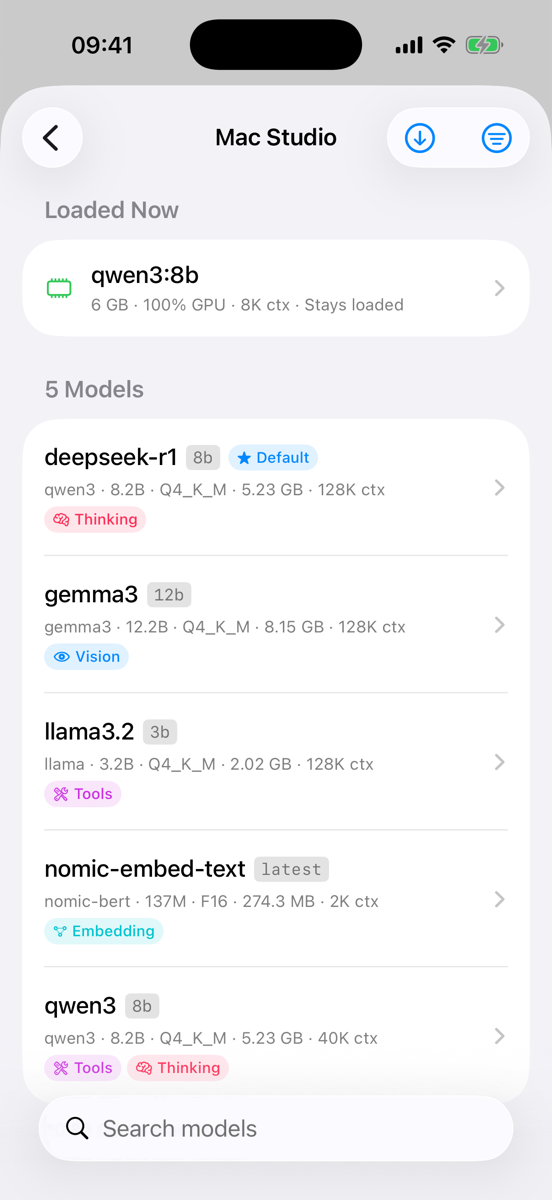 09:41
Mac Studio
Loaded Now
qwen3:8b
6 GB · 100% GPU · 8K ctx · Stays loaded
5 Models
deepseek-r1 8b Default
qwen3 · 8.2B · Q4_K_M · 5.23 GB · 128K ctx
Thinking
gemma3 12b
gemma3 · 12.2B · Q4_K_M · 8.15 GB · 128K ctx
Vision
llama3.2 3b
llama · 3.2B · Q4_K_M · 2.02 GB · 128K ctx
Tools
nomic-embed-text latest
nomic-bert · 137M · F16 · 274.3 MB · 2K ctx
Embedding
qwen3 8b
qwen3 · 8.2B · Q4_K_M · 5.23 GB · 40K ctx
Tools Thinking
Search models